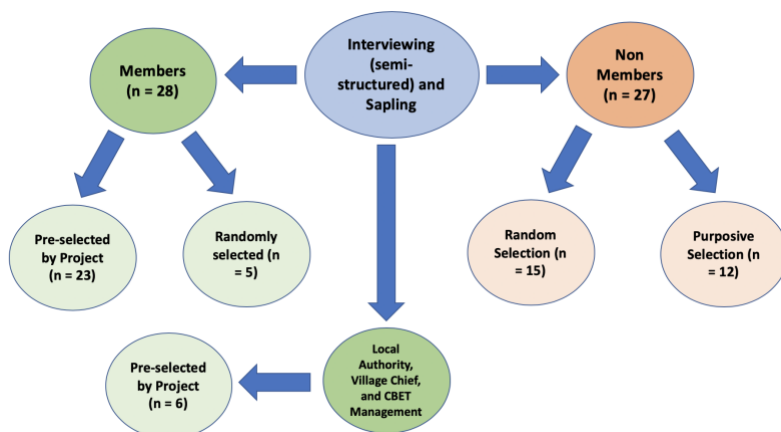 Interviewing
(semi-
structured) and
Sapling
Members
(n = 28)
Non
Members
(n = 27)
Pre-selected
by Project
(n = 23)
Randomly
selected (n
= 5)
Random
Selection (n
= 15)
Purposive
Selection (n
= 12)
Local
Authority,
Village Chief,
and CBET
Management
Pre-selected
by Project
(n = 6)